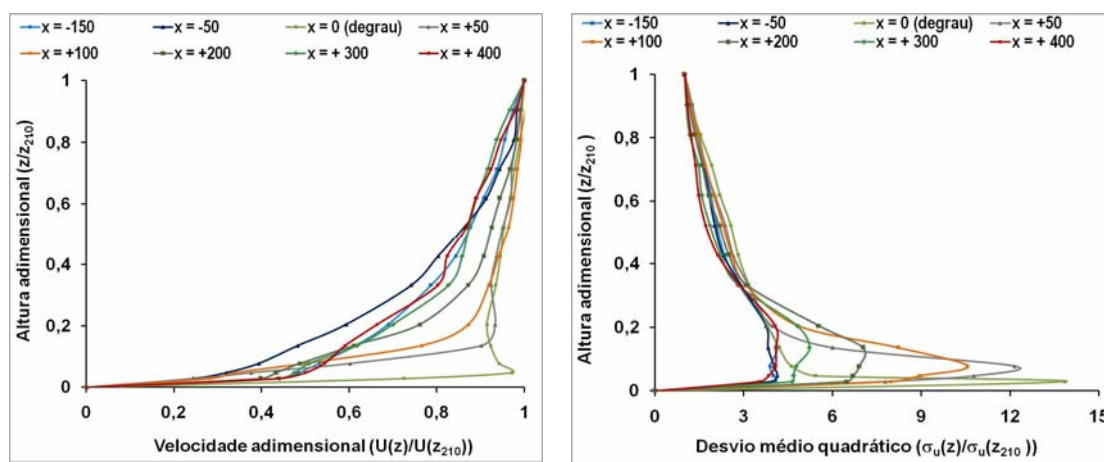 x = -150 x = -50 x = 0 (degrau) x = +50
x = +100 x = +200 x = + 300 x = + 400
Altura adimensional (z/z210)
1
0,8
0,6
0,4
0,2
0
0 0,2 0,4 0,6 0,8 1
Velocidade adimensional (U(z)/U(z210))
x = -150 x = -50 x = 0 (degrau) x = +50
x = +100 x = +200 x = + 300 x = + 400
Altura adimensional (z/z210)
1
0,8
0,6
0,4
0,2
0
0 3 6 9 12 15
Desvio médio quadrático (σu(z)/σu(z210 ))